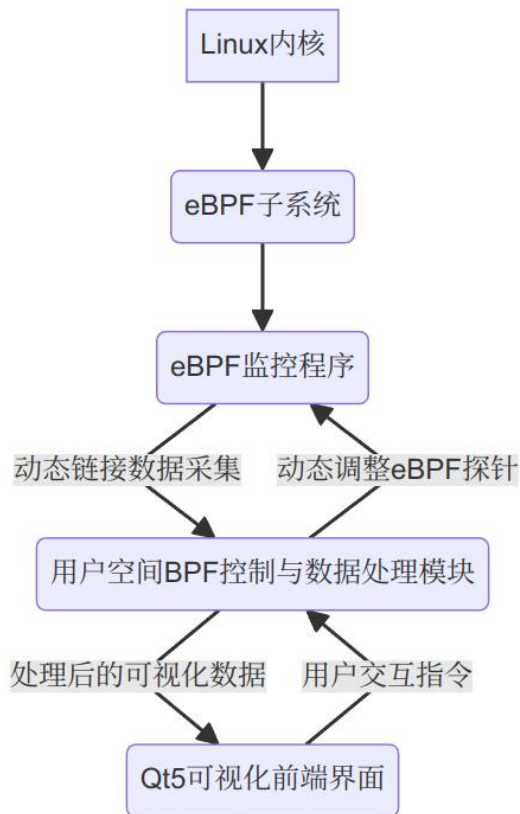 Linux内核
eBPF子系统
eBPF监控程序
动态链接数据采集
动态调整eBPF探针
用户空间BPF控制与数据处理模块
处理后的可视化数据
用户交互指令
Qt5可视化前端界面